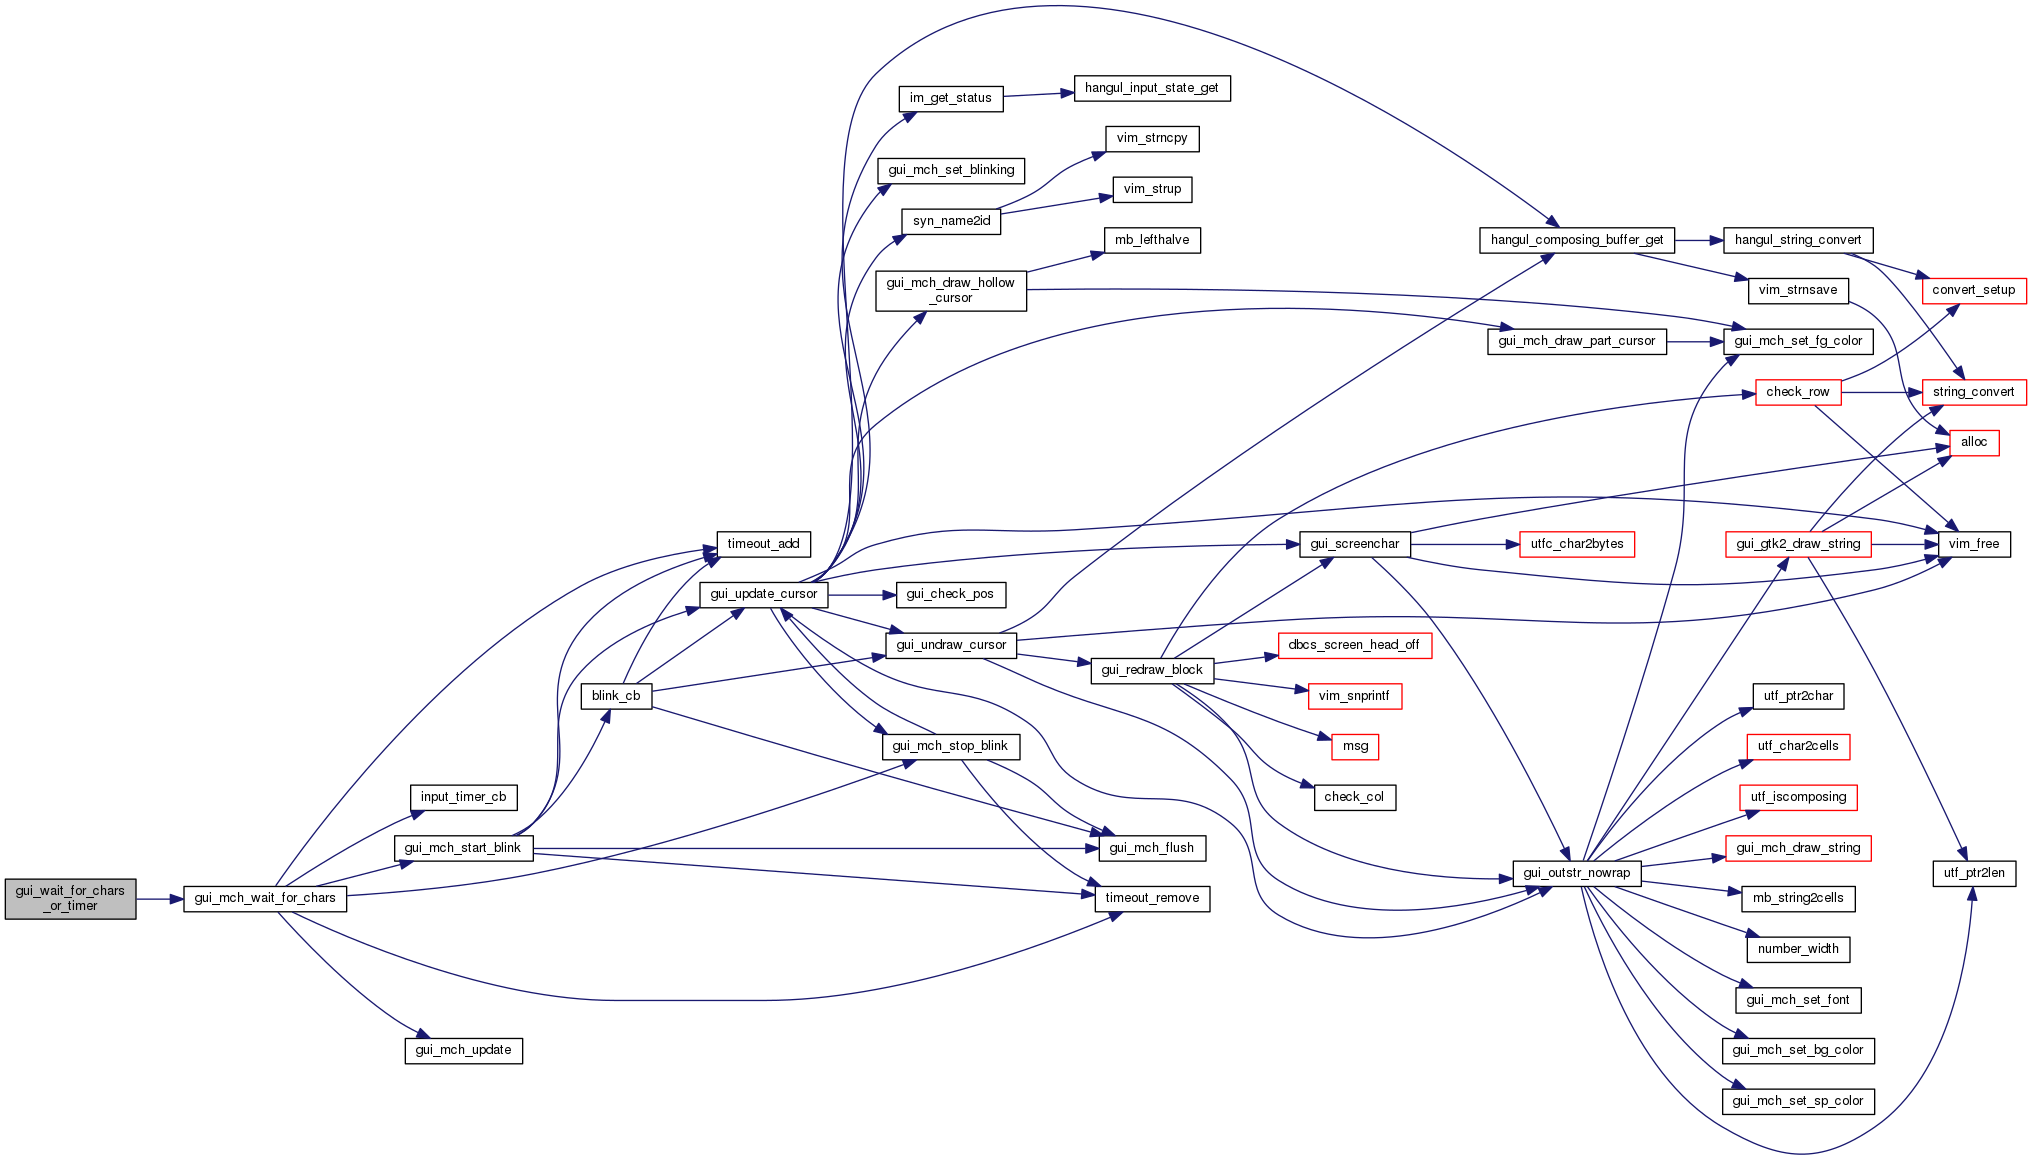 gui_wait_for_chars
_or_timer
gui_mch_wait_for_chars
input_timer_cb
gui_mch_start_blink
gui_mch_update
blink_cb
timeout_add
gui_update_cursor
im_get_status
gui_mch_set_blinking
syn_name2id
gui_mch_draw_hollow
_cursor
gui_check_pos
gui_undraw_cursor
gui_mch_stop_blink
hangul_input_state_get
vim_strncpy
vim_strup
mb_lefthalve
gui_redraw_block
gui_mch_flush
timeout_remove
gui_screenchar
dbcs_screen_head_off
vim_snprintf
msg
check_col
hangul_composing_buffer_get
gui_mch_draw_part_cursor
utfc_char2bytes
gui_outstr_nowrap
hangul_string_convert
vim_strnsave
gui_mch_set_fg_color
check_row
gui_gtk2_draw_string
utf_ptr2char
utf_char2cells
utf_iscomposing
gui_mch_draw_string
mb_string2cells
number_width
gui_mch_set_font
gui_mch_set_bg_color
gui_mch_set_sp_color
convert_setup
string_convert
alloc
vim_free
utf_ptr2len